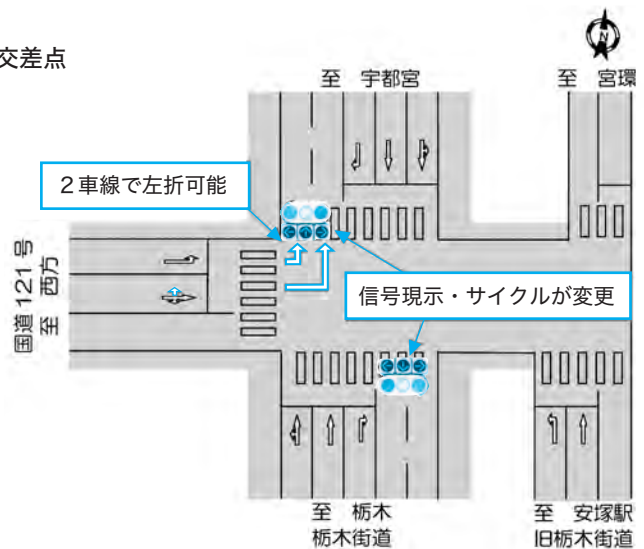 交差点
N
至 宇都宮
至 宮環
2車線で左折可能
国道121号
至 西方
信号現示・サイクルが変更
至 栃木
栃木街道
至 安塚駅
旧栃木街道